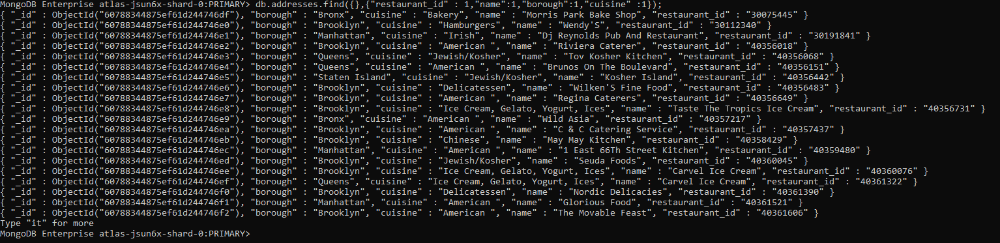 MongoDB Enterprise atlas-jsun6x-shard-0:PRIMARY> db.addresses.find({},{"restaurant_id" : 1,"name":1,"borough":1,"cuisine" :1});
{ "_id" : ObjectId("60788344875ef61d244746df"), "borough" : "Bronx", "cuisine" : "Bakery", "name" : "Morris Park Bake Shop", "restaurant_id" : "30075445" }
{ "_id" : ObjectId("60788344875ef61d244746e0"), "borough" : "Brooklyn", "cuisine" : "Hamburgers", "name" : "Wendy'S", "restaurant_id" : "30112340" }
{ "_id" : ObjectId("60788344875ef61d244746e1"), "borough" : "Manhattan", "cuisine" : "Irish", "name" : "Dj Reynolds Pub And Restaurant", "restaurant_id" : "30191841" }
{ "_id" : ObjectId("60788344875ef61d244746e2"), "borough" : "Brooklyn", "cuisine" : "American ", "name" : "Riviera Caterer", "restaurant_id" : "40356018" }
{ "_id" : ObjectId("60788344875ef61d244746e3"), "borough" : "Queens", "cuisine" : "Jewish/Kosher", "name" : "Tov Kosher Kitchen", "restaurant_id" : "40356068" }
{ "_id" : ObjectId("60788344875ef61d244746e4"), "borough" : "Queens", "cuisine" : "American ", "name" : "Brunos On The Boulevard", "restaurant_id" : "40356151" }
{ "_id" : ObjectId("60788344875ef61d244746e5"), "borough" : "Staten Island", "cuisine" : "Jewish/Kosher", "name" : "Kosher Island", "restaurant_id" : "40356442" }
{ "_id" : ObjectId("60788344875ef61d244746e6"), "borough" : "Brooklyn", "cuisine" : "Delicatessen", "name" : "Wilken'S Fine Food", "restaurant_id" : "40356483" }
{ "_id" : ObjectId("60788344875ef61d244746e7"), "borough" : "Brooklyn", "cuisine" : "American ", "name" : "Regina Caterers", "restaurant_id" : "40356649" }
{ "_id" : ObjectId("60788344875ef61d244746e8"), "borough" : "Brooklyn", "cuisine" : "Ice Cream, Gelato, Yogurt, Ices", "name" : "Taste The Tropics Ice Cream", "restaurant_id" : "40356731" }
{ "_id" : ObjectId("60788344875ef61d244746e9"), "borough" : "Bronx", "cuisine" : "American ", "name" : "Wild Asia", "restaurant_id" : "40357217" }
{ "_id" : ObjectId("60788344875ef61d244746ea"), "borough" : "Brooklyn", "cuisine" : "American ", "name" : "C & C Catering Service", "restaurant_id" : "40357437" }
{ "_id" : ObjectId("60788344875ef61d244746eb"), "borough" : "Brooklyn", "cuisine" : "Chinese", "name" : "May May Kitchen", "restaurant_id" : "40358429" }
{ "_id" : ObjectId("60788344875ef61d244746ec"), "borough" : "Manhattan", "cuisine" : "American ", "name" : "1 East 66Th Street Kitchen", "restaurant_id" : "40359480" }
{ "_id" : ObjectId("60788344875ef61d244746ed"), "borough" : "Brooklyn", "cuisine" : "Jewish/Kosher", "name" : "Seuda Foods", "restaurant_id" : "40360045" }
{ "_id" : ObjectId("60788344875ef61d244746ee"), "borough" : "Brooklyn", "cuisine" : "Ice Cream, Gelato, Yogurt, Ices", "name" : "Carvel Ice Cream", "restaurant_id" : "40360076" }
{ "_id" : ObjectId("60788344875ef61d244746ef"), "borough" : "Queens", "cuisine" : "Ice Cream, Gelato, Yogurt, Ices", "name" : "Carvel Ice Cream", "restaurant_id" : "40361322" }
{ "_id" : ObjectId("60788344875ef61d244746f0"), "borough" : "Brooklyn", "cuisine" : "Delicatessen", "name" : "Nordic Delicacies", "restaurant_id" : "40361390" }
{ "_id" : ObjectId("60788344875ef61d244746f1"), "borough" : "Manhattan", "cuisine" : "American ", "name" : "Glorious Food", "restaurant_id" : "40361521" }
{ "_id" : ObjectId("60788344875ef61d244746f2"), "borough" : "Brooklyn", "cuisine" : "American ", "name" : "The Movable Feast", "restaurant_id" : "40361606" }
Type "it" for more
MongoDB Enterprise atlas-jsun6x-shard-0:PRIMARY>